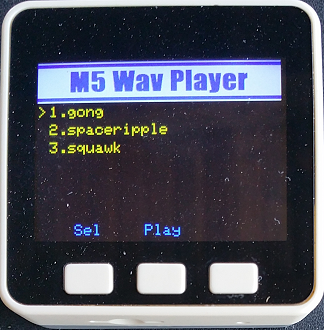 M5 Wav Player
>1.gong
2.spaceripple
3.squawk
Sel Play